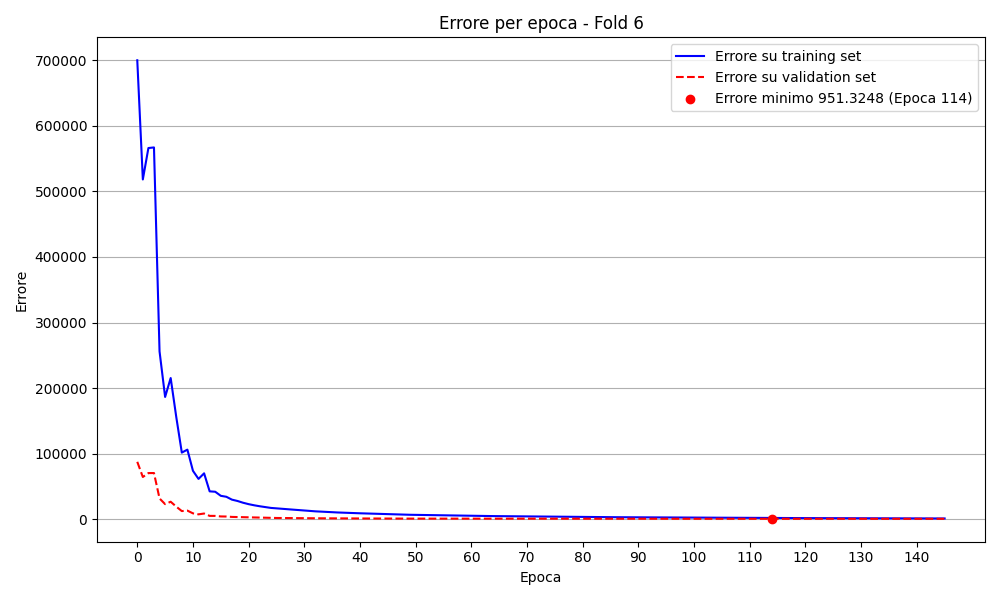 Errore per epoca - Fold 6
Errore su training set
Errore su validation set
Errore minimo 951.3248 (Epoca 114)
700000
600000
500000
400000
300000
200000
100000
0
Errore
0 10 20 30 40 50 60 70 80 90 100 110 120 130 140
Epoca